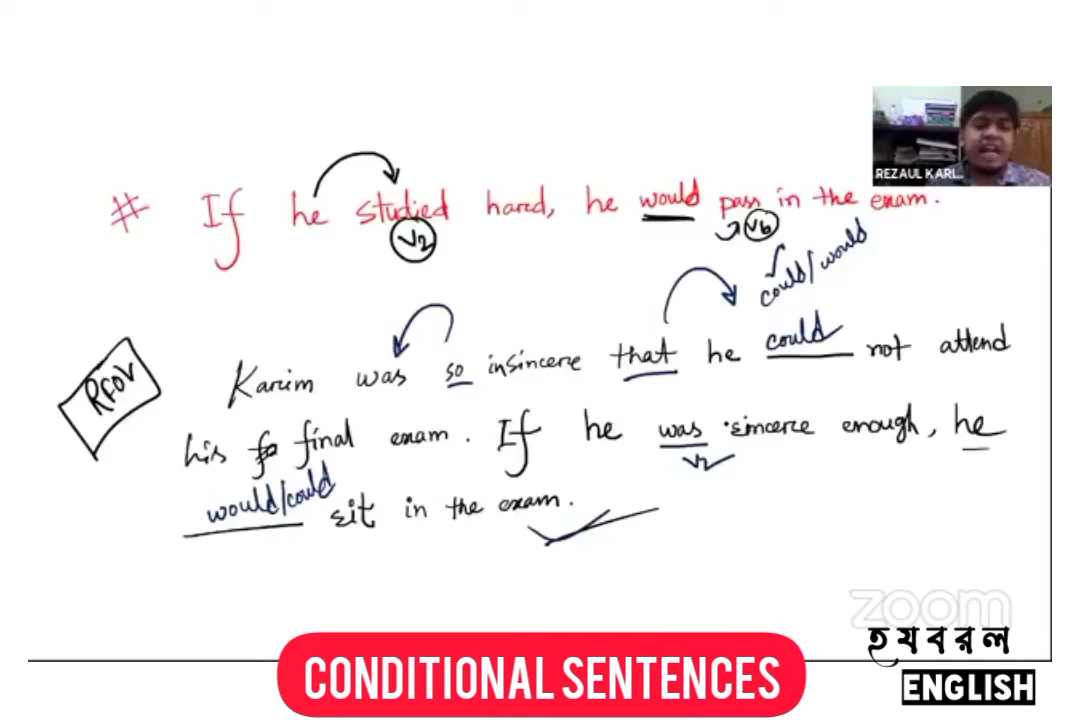 REZAUL KARI...
# If he studied hard, he would pass in the exam.
V2
V6
could/would
RFOV
Karim was so insincere that he could not attend
his final exam. If he was sincere enough, he
V2
would/could sit in the exam.
zoom
হযবরল
ENGLISH
CONDITIONAL SENTENCES